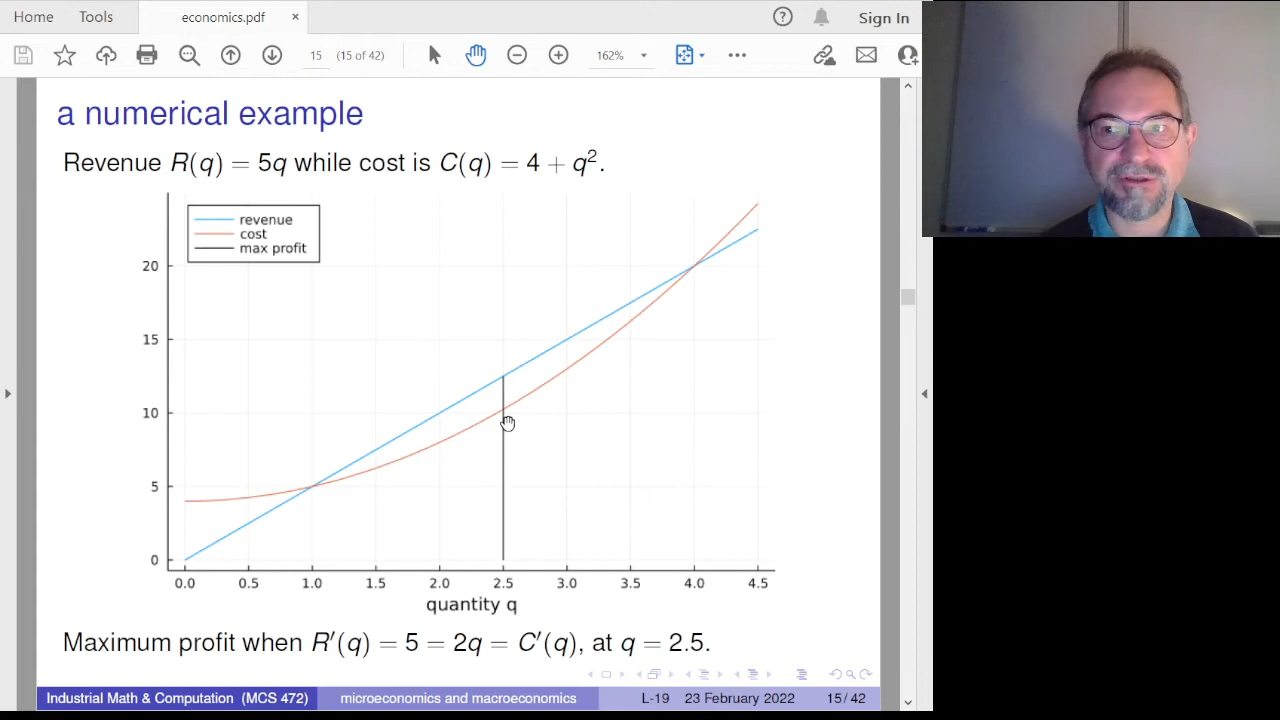 Home Tools economics.pdf × ? Sign In
15 (15 of 42) 162%
a numerical example
Revenue R(q) = 5q while cost is C(q) = 4 + q².
revenue
cost
max profit
20
15
10
5
0
0.0 0.5 1.0 1.5 2.0 2.5 3.0 3.5 4.0 4.5
quantity q
Maximum profit when R′(q) = 5 = 2q = C′(q), at q = 2.5.
Industrial Math & Computation (MCS 472) microeconomics and macroeconomics L-19 23 February 2022 15 / 42